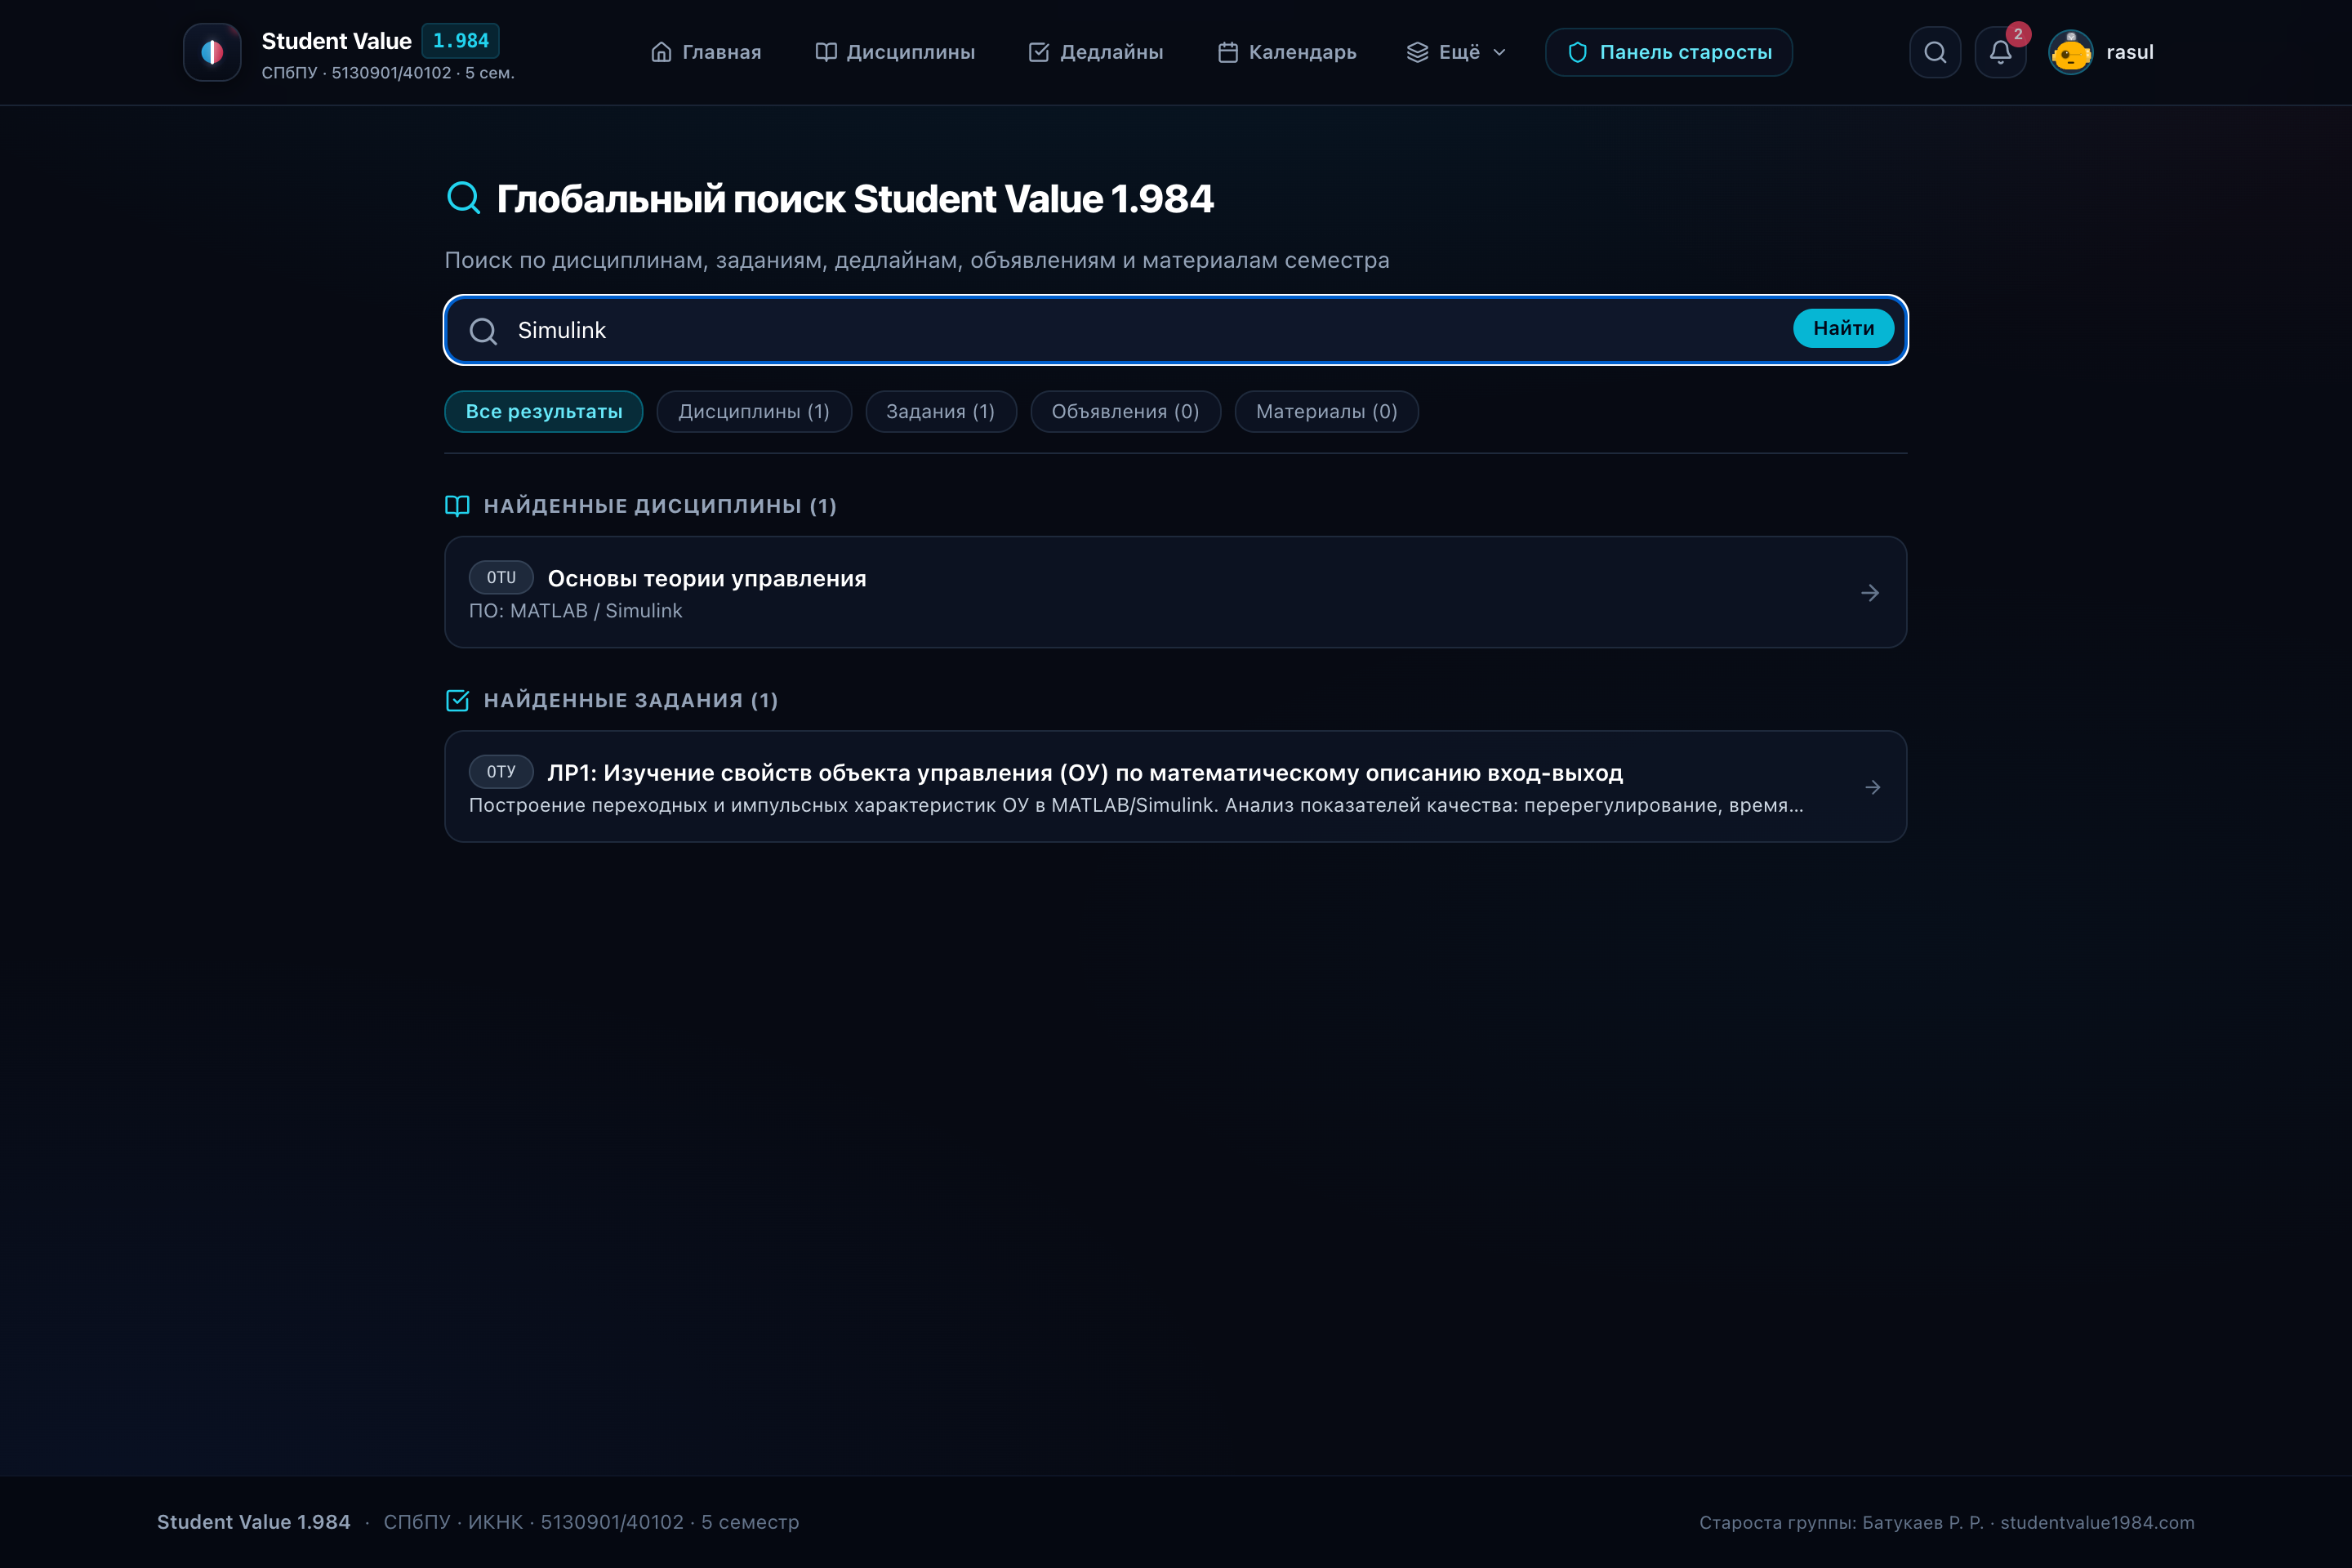 Student Value 1.984
СПбПУ · 5130901/40102 · 5 сем.
Главная
Дисциплины
Дедлайны
Календарь
Ещё
Панель старосты
2
rasul
Глобальный поиск Student Value 1.984
Поиск по дисциплинам, заданиям, дедлайнам, объявлениям и материалам семестра
Simulink
Найти
Все результаты
Дисциплины (1)
Задания (1)
Объявления (0)
Материалы (0)
НАЙДЕННЫЕ ДИСЦИПЛИНЫ (1)
OTU Основы теории управления
ПО: MATLAB / Simulink
НАЙДЕННЫЕ ЗАДАНИЯ (1)
ОТУ ЛР1: Изучение свойств объекта управления (ОУ) по математическому описанию вход-выход
Построение переходных и импульсных характеристик ОУ в MATLAB/Simulink. Анализ показателей качества: перерегулирование, время...
Student Value 1.984 · СПбПУ · ИКНК · 5130901/40102 · 5 семестр
Староста группы: Батукаев Р. Р. · studentvalue1984.com